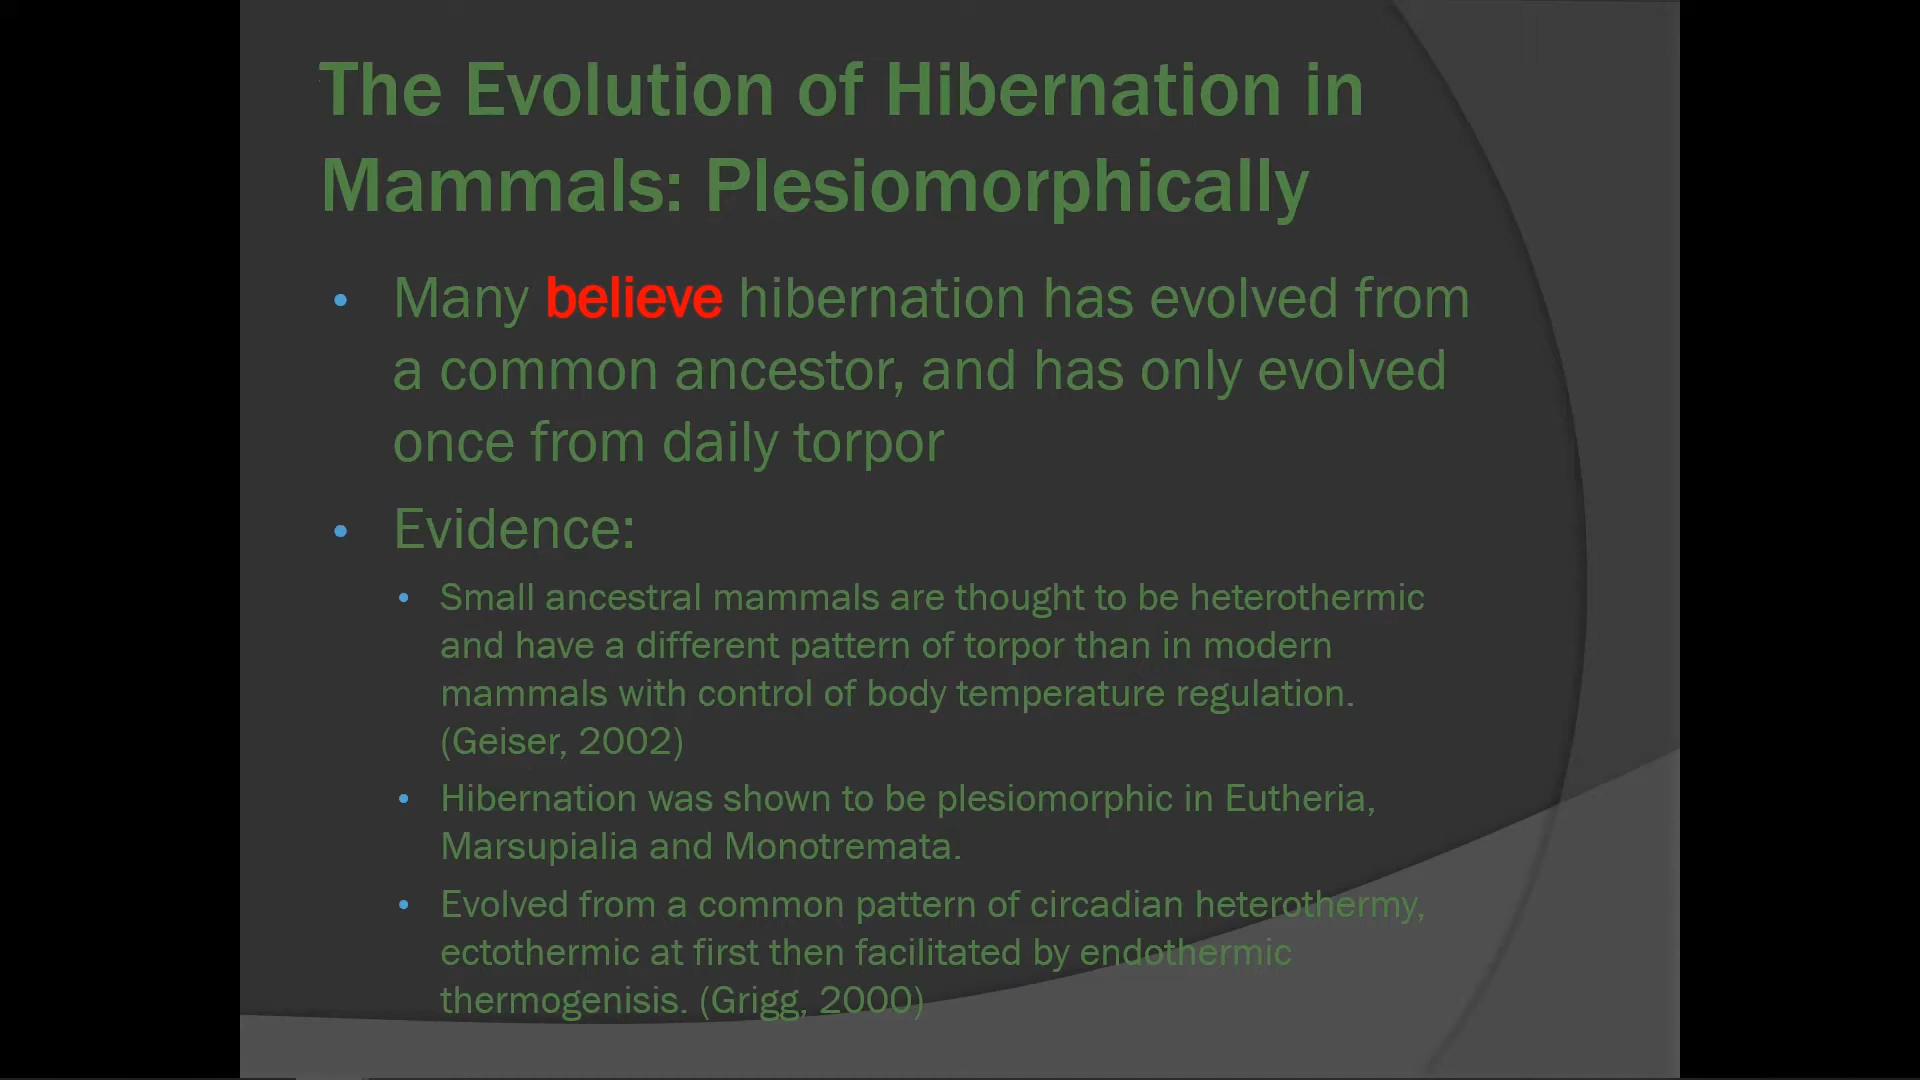 The Evolution of Hibernation in
Mammals: Plesiomorphically
• Many believe hibernation has evolved from
a common ancestor, and has only evolved
once from daily torpor
• Evidence:
• Small ancestral mammals are thought to be heterothermic
and have a different pattern of torpor than in modern
mammals with control of body temperature regulation.
(Geiser, 2002)
• Hibernation was shown to be plesiomorphic in Eutheria,
Marsupialia and Monotremata.
• Evolved from a common pattern of circadian heterothermy,
ectothermic at first then facilitated by endothermic
thermogenisis. (Grigg, 2000)